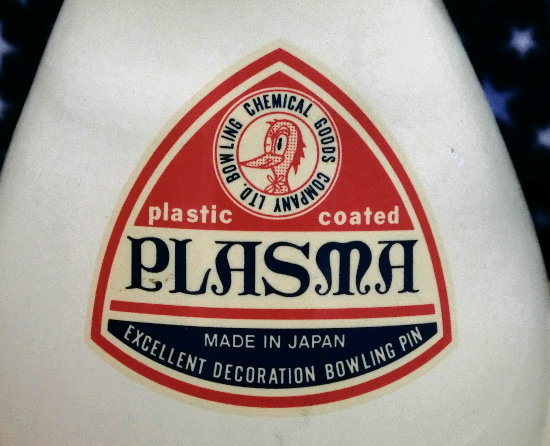 BOWLING CHEMICAL GOODS COMPANY LTD.
plastic coated
PLASMA
MADE IN JAPAN
EXCELLENT DECORATION BOWLING PIN